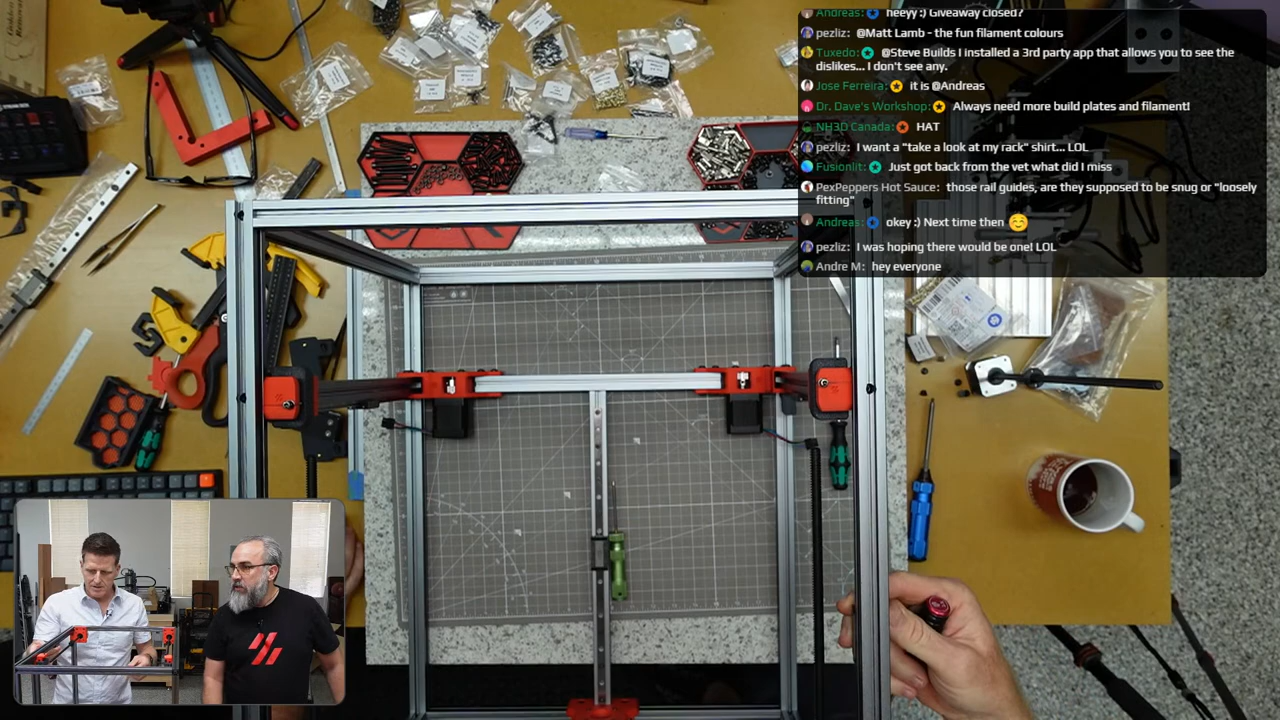 Andreas: heeyy :) Giveaway closed?
pezliz: @Matt Lamb - the fun filament colours
Tuxedo: @Steve Builds I installed a 3rd party app that allows you to see the
dislikes... I don't see any.
Jose Ferreira: it is @Andreas
Dr. Dave's Workshop: Always need more build plates and filament!
NH3D Canada: HAT
pezliz: I want a "take a look at my rack" shirt... LOL
Fusionlit: Just got back from the vet what did I miss
PexPeppers Hot Sauce: those rail guides, are they supposed to be snug or "loosely
fitting"
Andreas: okey :) Next time then ☺️
pezliz: I was hoping there would be one! LOL
Andre M: hey everyone